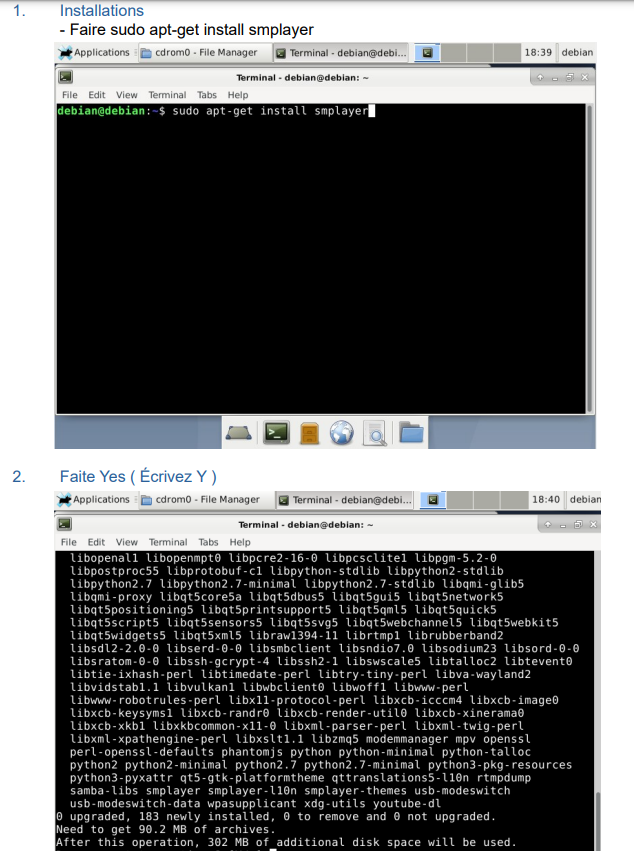 1. Installations
- Faire sudo apt-get install smplayer
Applications cdrom0 - File Manager Terminal - debian@debi... 18:39 debian
Terminal - debian@debian: ~
File Edit View Terminal Tabs Help
debian@debian:~$ sudo apt-get install smplayer
2. Faite Yes ( Écrivez Y )
Applications cdrom0 - File Manager Terminal - debian@debi... 18:40 debian
Terminal - debian@debian: ~
File Edit View Terminal Tabs Help
libopenal1 libopenmpt0 libpcre2-16-0 libpcsclite1 libpgm-5.2-0
libpostproc55 libprotobuf-c1 libpython-stdlib libpython2-stdlib
libpython2.7 libpython2.7-minimal libpython2.7-stdlib libqmi-glib5
libqmi-proxy libqt5core5a libqt5dbus5 libqt5gui5 libqt5network5
libqt5positioning5 libqt5printsupport5 libqt5qml5 libqt5quick5
libqt5script5 libqt5sensors5 libqt5svg5 libqt5webchannel5 libqt5webkit5
libqt5widgets5 libqt5xml5 libraw1394-11 librtmp1 librubberband2
libsdl2-2.0-0 libserd-0-0 libsmbclient libsndio7.0 libsodium23 libsord-0-0
libsratom-0-0 libssh-gcrypt-4 libssh2-1 libswscale5 libtalloc2 libtevent0
libtie-ixhash-perl libtimedate-perl libtry-tiny-perl libva-wayland2
libvidstab1.1 libvulkan1 libwbclient0 libwoff1 libwww-perl
libwww-robotrules-perl libx11-protocol-perl libxcb-icccm4 libxcb-image0
libxcb-keysyms1 libxcb-randr0 libxcb-render-util0 libxcb-xinerama0
libxcb-xkb1 libxkbcommon-x11-0 libxml-parser-perl libxml-twig-perl
libxml-xpathengine-perl libxslt1.1 libzmq5 modemmanager mpv openssl
perl-openssl-defaults phantomjs python python-minimal python-talloc
python2 python2-minimal python2.7 python2.7-minimal python3-pkg-resources
python3-pyxattr qt5-gtk-platformtheme qttranslations5-l10n rtmpdump
samba-libs smplayer smplayer-l10n smplayer-themes usb-modeswitch
usb-modeswitch-data wpasupplicant xdg-utils youtube-dl
0 upgraded, 183 newly installed, 0 to remove and 0 not upgraded.
Need to get 90.2 MB of archives.
After this operation, 302 MB of additional disk space will be used.